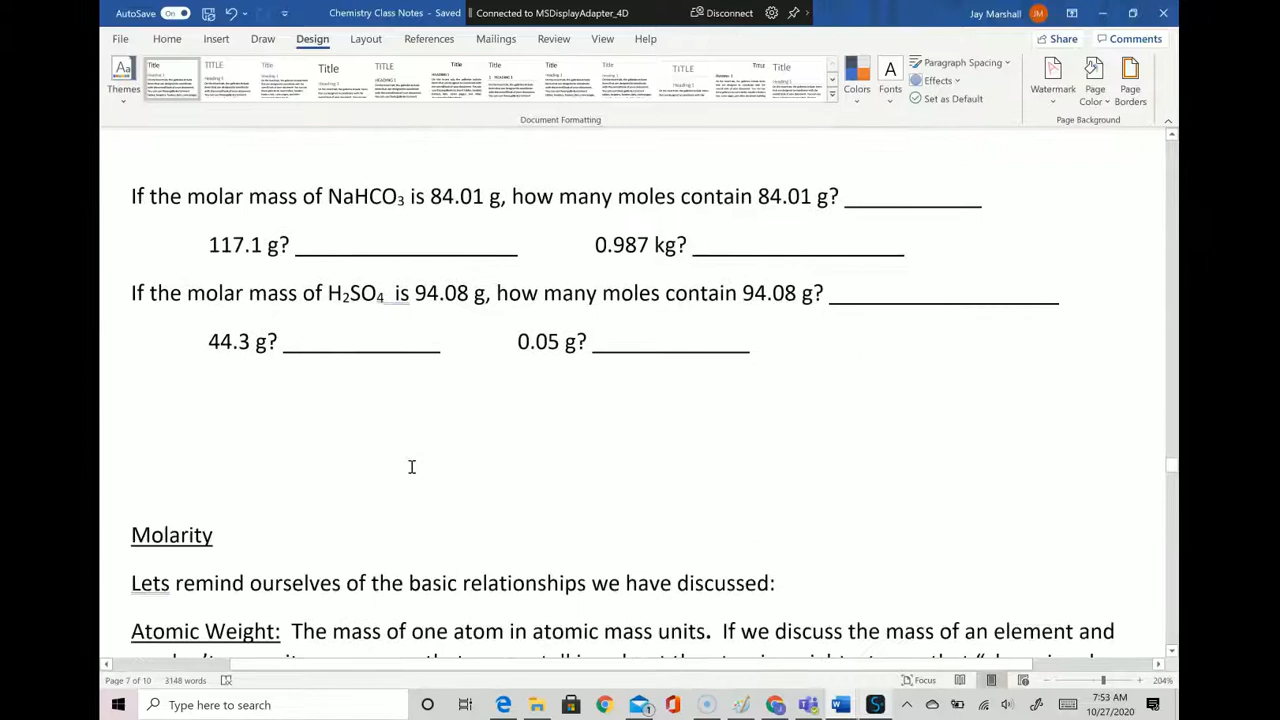 AutoSave On Chemistry Class Notes - Saved Connected to MSDisplayAdapter_4D Disconnect Jay Marshall JM
File Home Insert Draw Design Layout References Mailings Review View Help Share Comments
Themes Colors Fonts Paragraph Spacing Effects Set as Default Watermark Page Color Page Borders
Document Formatting Page Background
If the molar mass of NaHCO₃ is 84.01 g, how many moles contain 84.01 g? ____________
117.1 g? ____________________ 0.987 kg? ___________________
If the molar mass of H₂SO₄ is 94.08 g, how many moles contain 94.08 g? _____________________
44.3 g? ______________ 0.05 g? ______________
Molarity
Lets remind ourselves of the basic relationships we have discussed:
Atomic Weight: The mass of one atom in atomic mass units. If we discuss the mass of an element and
Page 7 of 10 3148 words Focus 204%
Type here to search 7:53 AM
10/27/2020